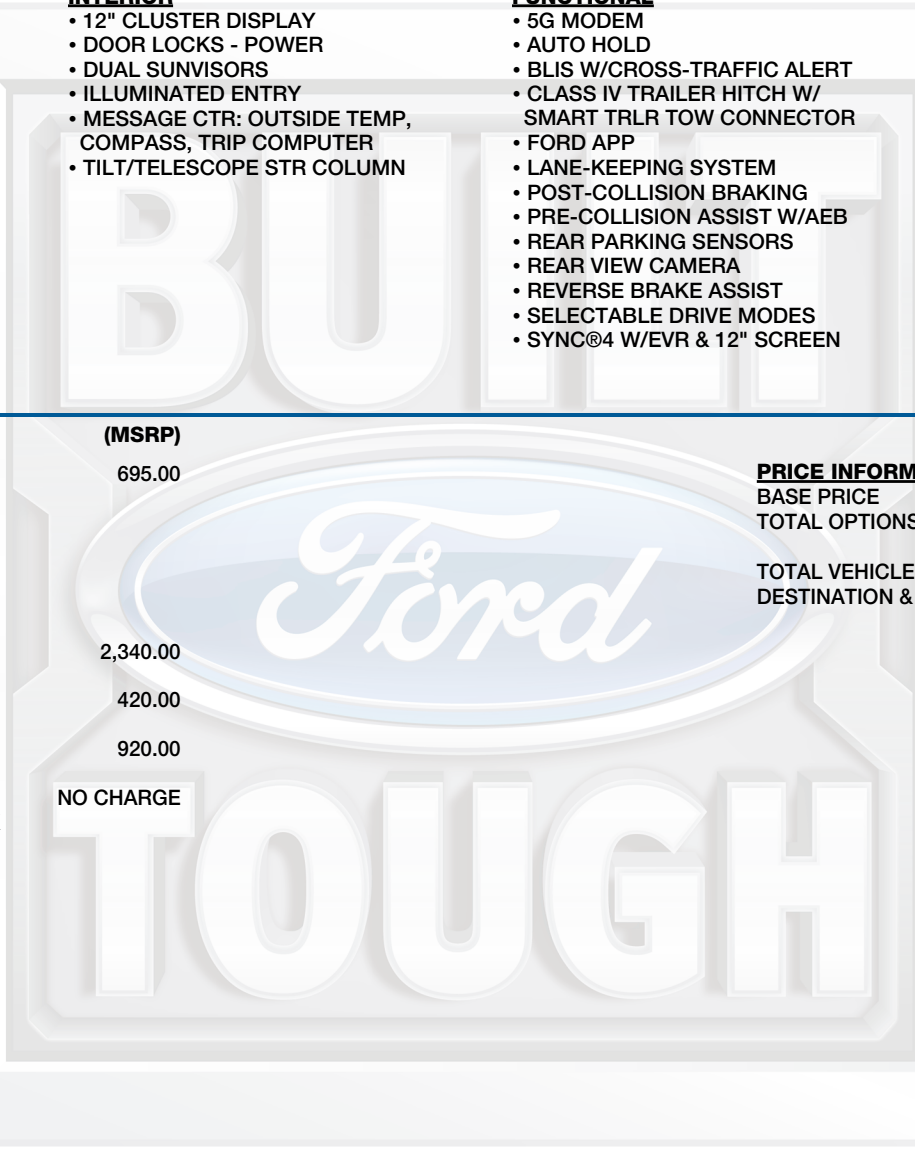 INTERIOR
• 12" CLUSTER DISPLAY
• DOOR LOCKS - POWER
• DUAL SUNVISORS
• ILLUMINATED ENTRY
• MESSAGE CTR: OUTSIDE TEMP,
COMPASS, TRIP COMPUTER
• TILT/TELESCOPE STR COLUMN
FUNCTIONAL
• 5G MODEM
• AUTO HOLD
• BLIS W/CROSS-TRAFFIC ALERT
• CLASS IV TRAILER HITCH W/
SMART TRLR TOW CONNECTOR
• FORD APP
• LANE-KEEPING SYSTEM
• POST-COLLISION BRAKING
• PRE-COLLISION ASSIST W/AEB
• REAR PARKING SENSORS
• REAR VIEW CAMERA
• REVERSE BRAKE ASSIST
• SELECTABLE DRIVE MODES
• SYNC®4 W/EVR & 12" SCREEN
BUILT
(MSRP)
695.00
2,340.00
420.00
920.00
NO CHARGE
Ford
TOUGH
PRICE INFORM
BASE PRICE
TOTAL OPTIONS
TOTAL VEHICLE
DESTINATION &